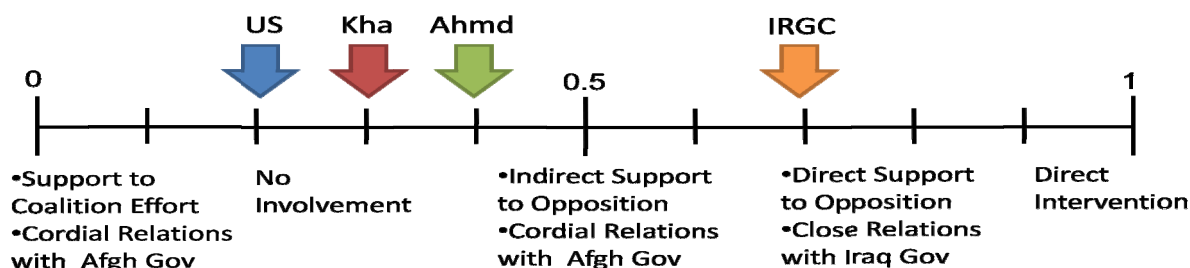 US Kha Ahmd IRGC
0 0.5 1
•Support to
Coalition Effort
•Cordial Relations
with Afgh Gov
No
Involvement
•Indirect Support
to Opposition
•Cordial Relations
with Afgh Gov
•Direct Support
to Opposition
•Close Relations
with Iraq Gov
Direct
Intervention